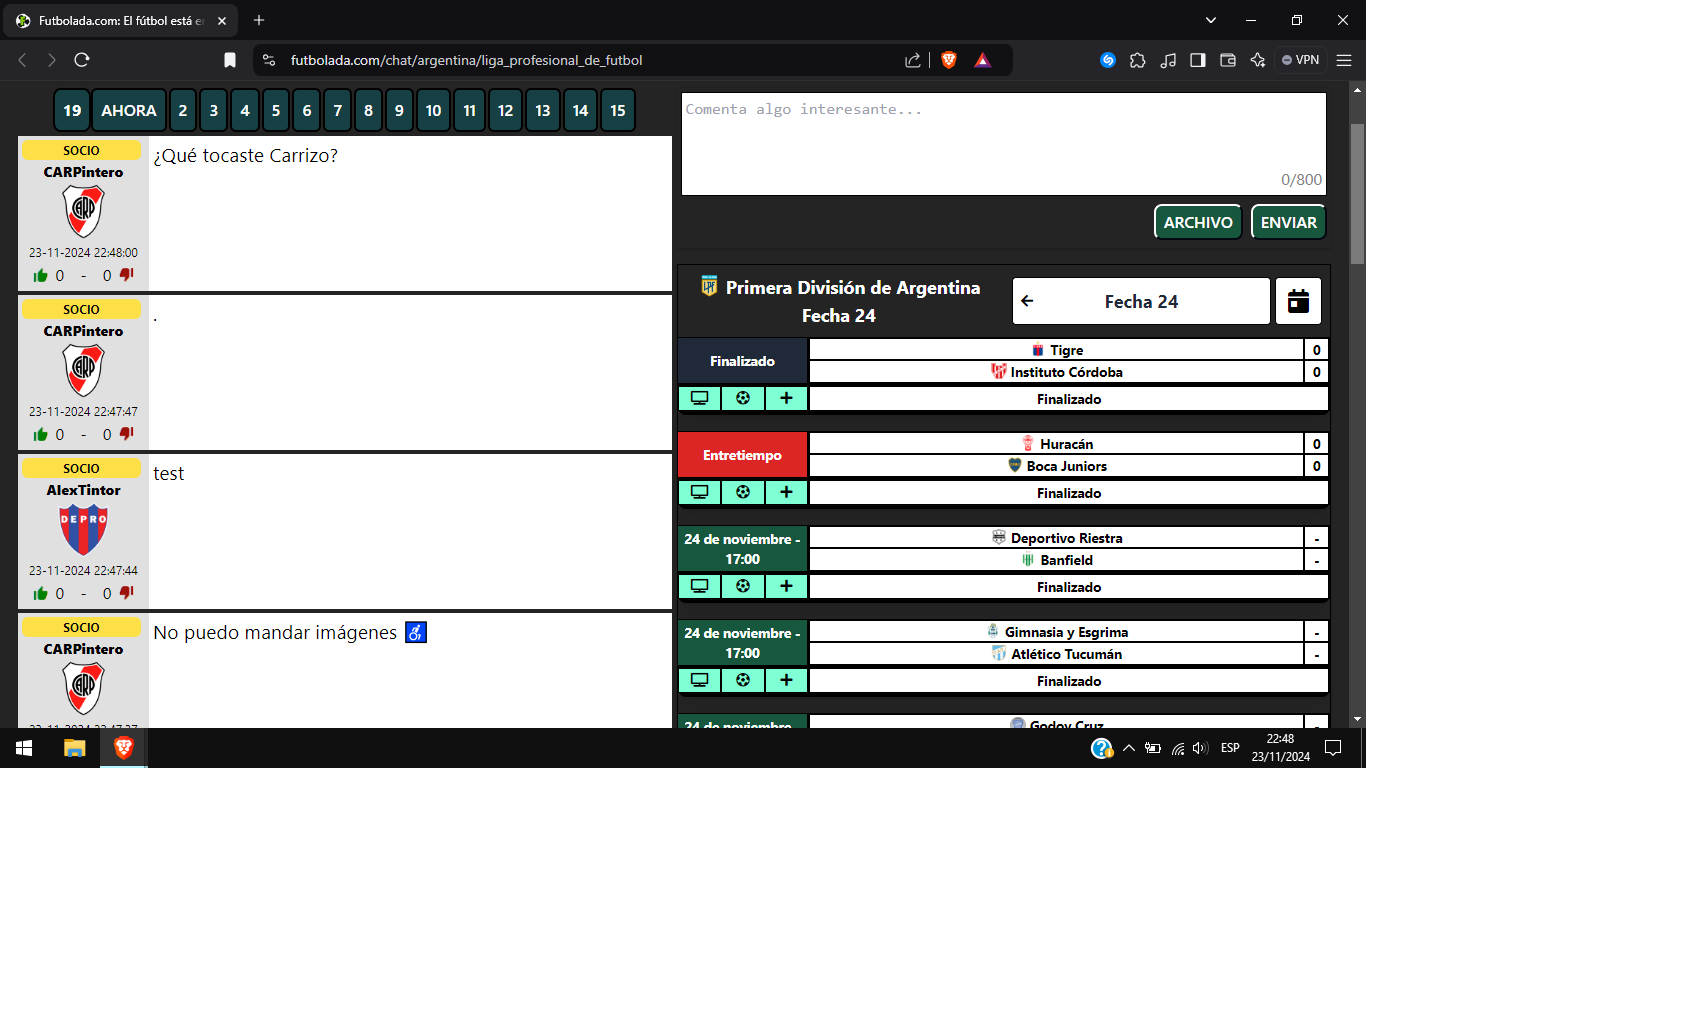 Futbolada.com: El fútbol está e
futbolada.com/chat/argentina/liga_profesional_de_futbol
VPN
19 AHORA 2 3 4 5 6 7 8 9 10 11 12 13 14 15
SOCIO
CARPintero
23-11-2024 22:48:00
0 - 0
¿Qué tocaste Carrizo?
SOCIO
CARPintero
23-11-2024 22:47:47
0 - 0
.
SOCIO
AlexTintor
DEPRO
23-11-2024 22:47:44
0 - 0
test
SOCIO
CARPintero
No puedo mandar imágenes ♿
Comenta algo interesante...
0/800
ARCHIVO ENVIAR
Primera División de Argentina
Fecha 24
← Fecha 24
Finalizado
Tigre 0
Instituto Córdoba 0
Finalizado
Entretiempo
Huracán 0
Boca Juniors 0
Finalizado
24 de noviembre -
17:00
Deportivo Riestra -
Banfield -
Finalizado
24 de noviembre -
17:00
Gimnasia y Esgrima -
Atlético Tucumán -
Finalizado
24 de noviembre -
Godoy Cruz
ESP
22:48
23/11/2024